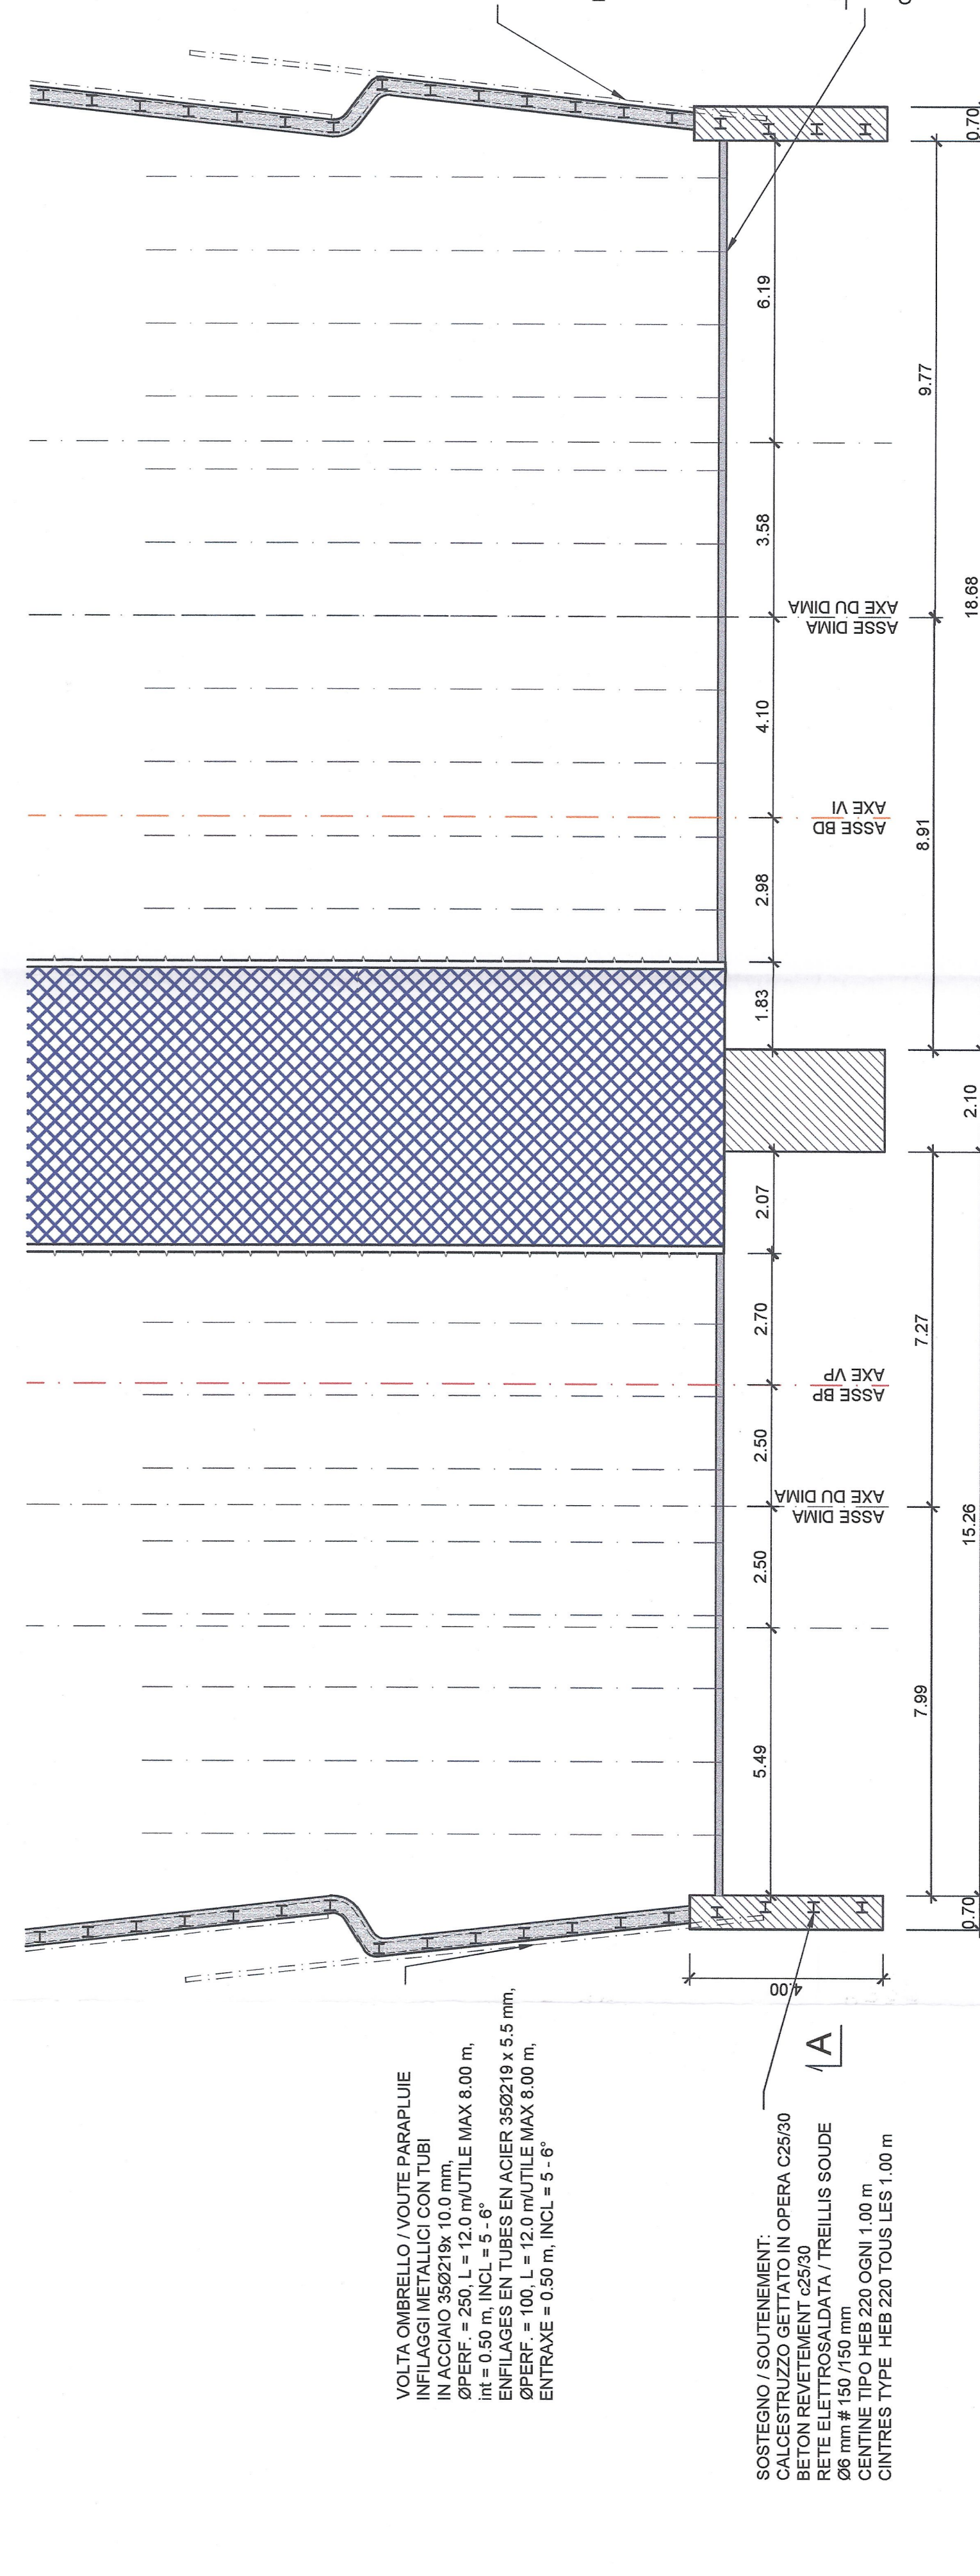 VOLTA OMBRELLO / VOUTE PARAPLUIE
INFILAGGI METALLICI CON TUBI
IN ACCIAIO 35Ø219x 10.0 mm,
ØPERF. = 250, L = 12.0 m/UTILE MAX 8.00 m,
int = 0.50 m, INCL = 5 - 6°
ENFILAGES EN TUBES EN ACIER 35Ø219 x 5.5 mm,
ØPERF. = 100, L = 12.0 m/UTILE MAX 8.00 m,
ENTRAXE = 0.50 m, INCL = 5 - 6°
SOSTEGNO / SOUTENEMENT:
CALCESTRUZZO GETTATO IN OPERA C25/30
BETON REVETEMENT c25/30
RETE ELETTROSALDATA / TREILLIS SOUDE
Ø6 mm # 150 /150 mm
CENTINE TIPO HEB 220 OGNI 1.00 m
CINTRES TYPE HEB 220 TOUS LES 1.00 m
A
4.00
5.49
2.50
2.50
2.70
2.07
1.83
2.98
4.10
3.58
6.19
ASSE DIMA
AXE DU DIMA
ASSE BP
AXE VP
ASSE BD
AXE VI
ASSE DIMA
AXE DU DIMA
7.99
7.27
8.91
9.77
0.70
15.26
2.10
18.68
0.70